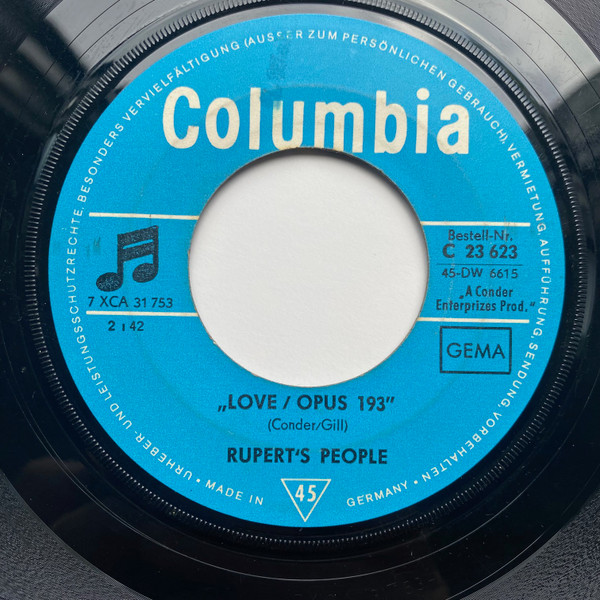 URHEBER UND LEISTUNGSSCHUTZRECHTE, BESONDERS VERVIELFÄLTIGUNG (AUSSER ZUM PERSÖNLICHEN GEBRAUCH), VERMIETUNG, AUFFÜHRUNG, SENDUNG, VORBEHALTEN
Columbia
7 XCA 31 753
2 : 42
Bestell-Nr.
C 23 623
45-DW 6615
„A Conder
Enterprizes Prod."
GEMA
„LOVE / OPUS 193"
(Conder/Gill)
RUPERT'S PEOPLE
• MADE IN 45 GERMANY •